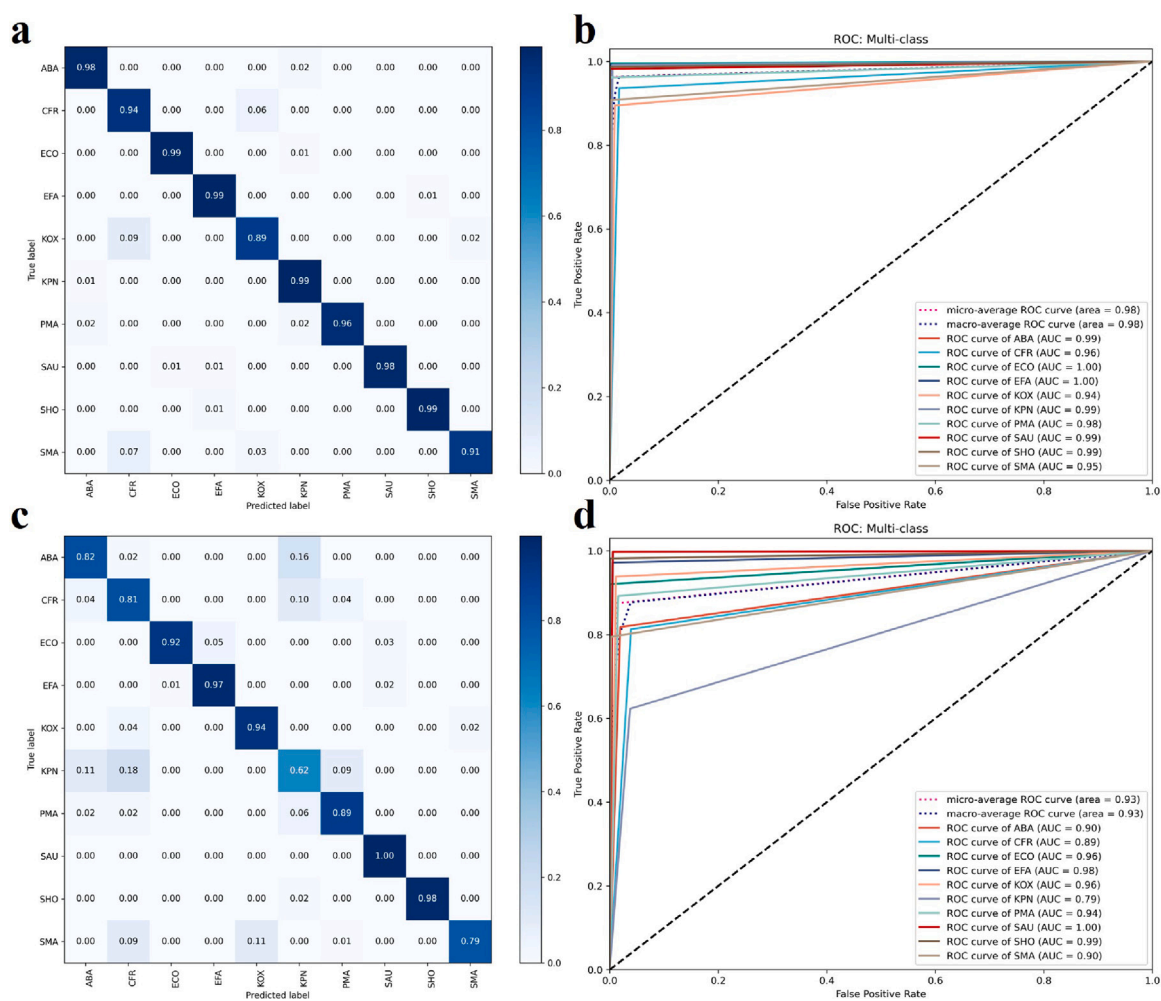 a
ABA 0.98 0.00 0.00 0.00 0.00 0.02 0.00 0.00 0.00 0.00
CFR 0.00 0.94 0.00 0.00 0.06 0.00 0.00 0.00 0.00 0.00
ECO 0.00 0.00 0.99 0.00 0.00 0.01 0.00 0.00 0.00 0.00
EFA 0.00 0.00 0.00 0.99 0.00 0.00 0.00 0.00 0.01 0.00
KOX 0.00 0.09 0.00 0.00 0.89 0.00 0.00 0.00 0.00 0.02
KPN 0.01 0.00 0.00 0.00 0.00 0.99 0.00 0.00 0.00 0.00
PMA 0.02 0.00 0.00 0.00 0.00 0.02 0.96 0.00 0.00 0.00
SAU 0.00 0.00 0.01 0.01 0.00 0.00 0.00 0.98 0.00 0.00
SHO 0.00 0.00 0.00 0.01 0.00 0.00 0.00 0.00 0.99 0.00
SMA 0.00 0.07 0.00 0.00 0.03 0.00 0.00 0.00 0.00 0.91
True label
ABA CFR ECO EFA KOX KPN PMA SAU SHO SMA
Predicted label
0.8
0.6
0.4
0.2
0.0
b
ROC: Multi-class
True Positive Rate
1.0
0.8
0.6
0.4
0.2
0.0
micro-average ROC curve (area = 0.98)
macro-average ROC curve (area = 0.98)
ROC curve of ABA (AUC = 0.99)
ROC curve of CFR (AUC = 0.96)
ROC curve of ECO (AUC = 1.00)
ROC curve of EFA (AUC = 1.00)
ROC curve of KOX (AUC = 0.94)
ROC curve of KPN (AUC = 0.99)
ROC curve of PMA (AUC = 0.98)
ROC curve of SAU (AUC = 0.99)
ROC curve of SHO (AUC = 0.99)
ROC curve of SMA (AUC = 0.95)
0.0 0.2 0.4 0.6 0.8 1.0
False Positive Rate
c
ABA 0.82 0.02 0.00 0.00 0.00 0.16 0.00 0.00 0.00 0.00
CFR 0.04 0.81 0.00 0.00 0.00 0.10 0.04 0.00 0.00 0.00
ECO 0.00 0.00 0.92 0.05 0.00 0.00 0.00 0.03 0.00 0.00
EFA 0.00 0.00 0.01 0.97 0.00 0.00 0.00 0.02 0.00 0.00
KOX 0.00 0.04 0.00 0.00 0.94 0.00 0.00 0.00 0.00 0.02
KPN 0.11 0.18 0.00 0.00 0.00 0.62 0.09 0.00 0.00 0.00
PMA 0.02 0.02 0.00 0.00 0.00 0.06 0.89 0.00 0.00 0.00
SAU 0.00 0.00 0.00 0.00 0.00 0.00 0.00 1.00 0.00 0.00
SHO 0.00 0.00 0.00 0.00 0.00 0.02 0.00 0.00 0.98 0.00
SMA 0.00 0.09 0.00 0.00 0.11 0.00 0.01 0.00 0.00 0.79
True label
ABA CFR ECO EFA KOX KPN PMA SAU SHO SMA
Predicted label
0.8
0.6
0.4
0.2
0.0
d
ROC: Multi-class
True Positive Rate
1.0
0.8
0.6
0.4
0.2
0.0
micro-average ROC curve (area = 0.93)
macro-average ROC curve (area = 0.93)
ROC curve of ABA (AUC = 0.90)
ROC curve of CFR (AUC = 0.89)
ROC curve of ECO (AUC = 0.96)
ROC curve of EFA (AUC = 0.98)
ROC curve of KOX (AUC = 0.96)
ROC curve of KPN (AUC = 0.79)
ROC curve of PMA (AUC = 0.94)
ROC curve of SAU (AUC = 1.00)
ROC curve of SHO (AUC = 0.99)
ROC curve of SMA (AUC = 0.90)
0.0 0.2 0.4 0.6 0.8 1.0
False Positive Rate